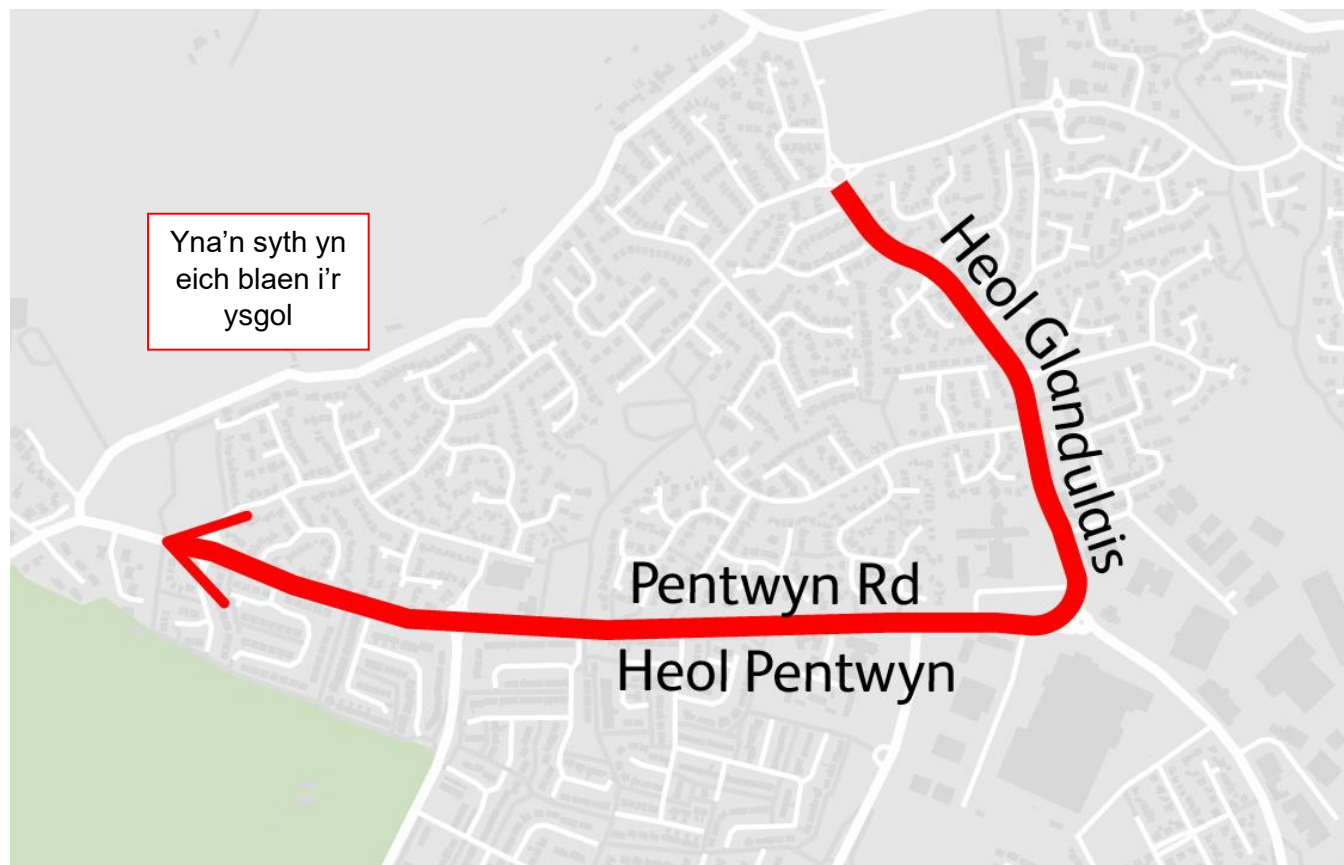 Yna’n syth yn
eich blaen i’r
ysgol
Heol Glandulais
Pentwyn Rd
Heol Pentwyn